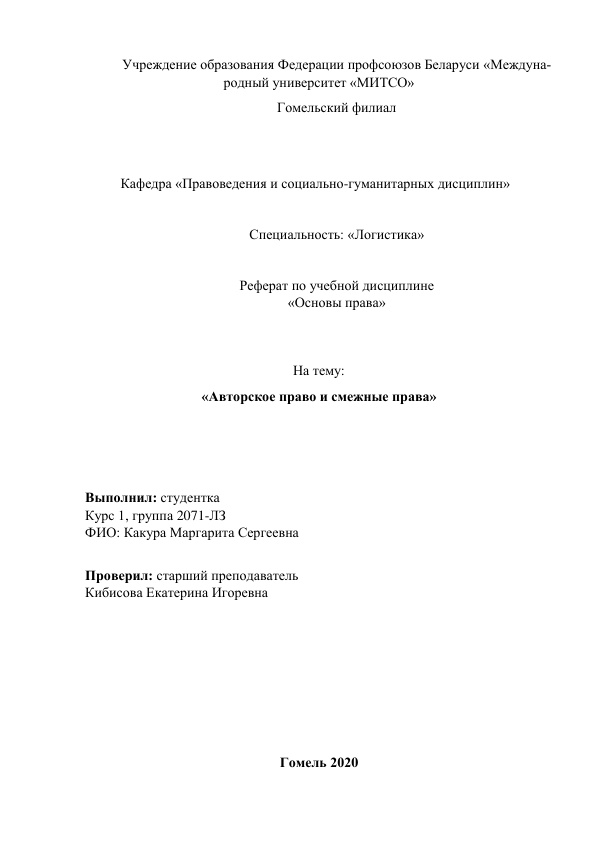 Учреждение образования Федерации профсоюзов Беларуси «Междуна-
родный университет «МИТСО»
Гомельский филиал
Кафедра «Правоведения и социально-гуманитарных дисциплин»
Специальность: «Логистика»
Реферат по учебной дисциплине
«Основы права»
На тему:
«Авторское право и смежные права»
Выполнил: студентка
Курс 1, группа 2071-ЛЗ
ФИО: Какура Маргарита Сергеевна
Проверил: старший преподаватель
Кибисова Екатерина Игоревна
Гомель 2020